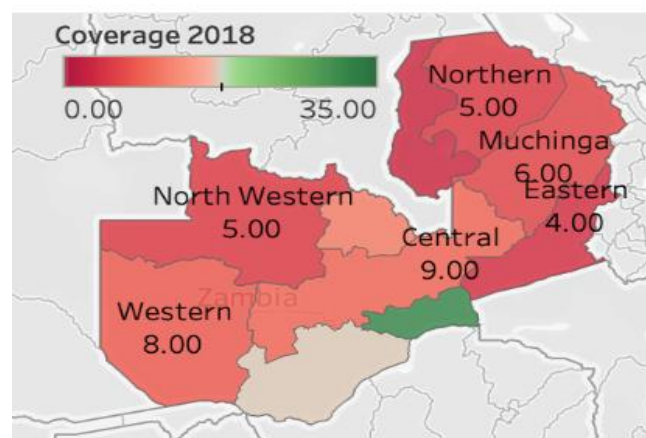 Coverage 2018
0.00 35.00
Northern
5.00
Muchinga
6.00
Eastern
4.00
North Western
5.00
Central
9.00
Zambia
Western
8.00